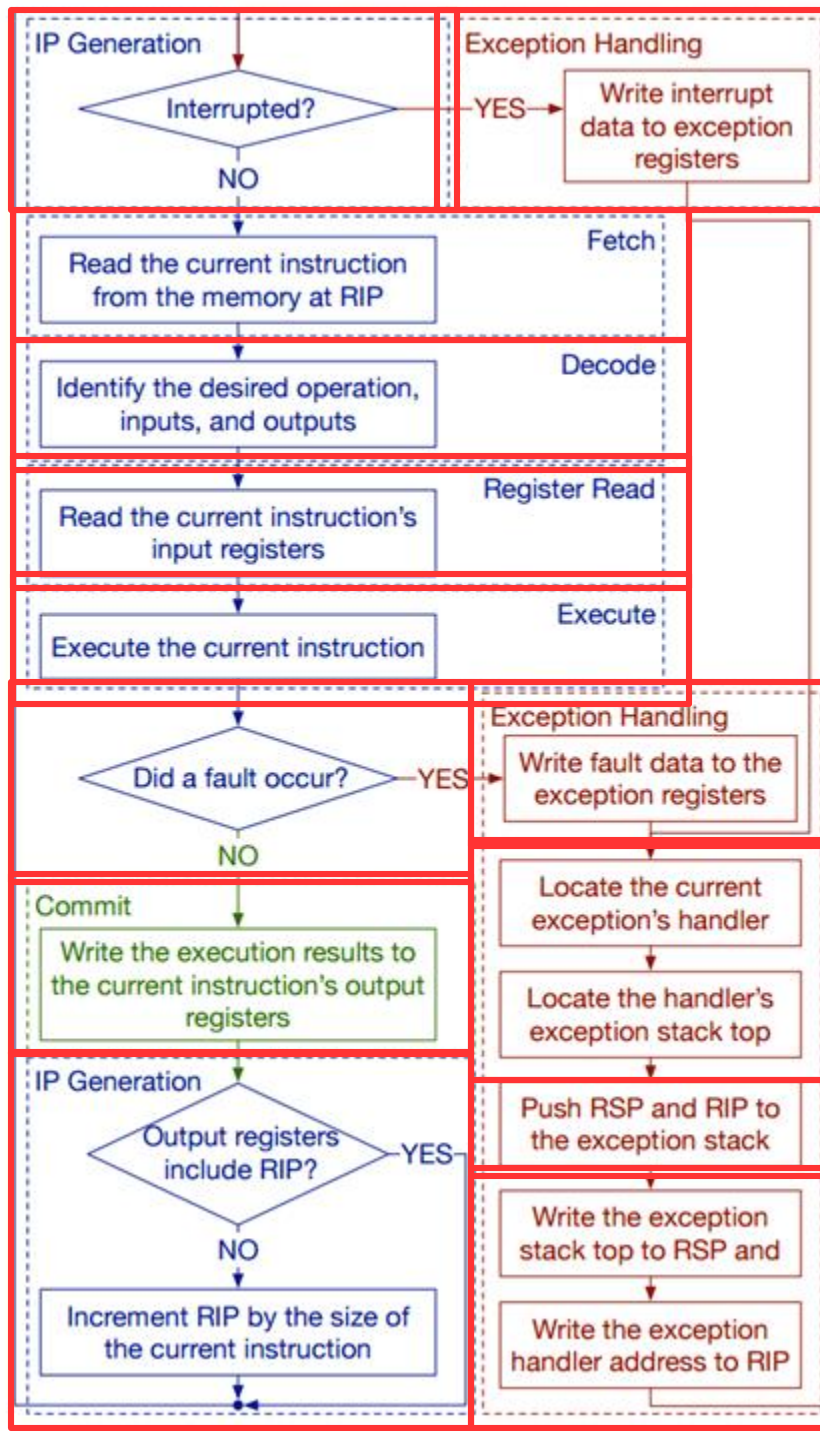 IP Generation
Interrupted?
NO
YES
Exception Handling
Write interrupt
data to exception
registers
Fetch
Read the current instruction
from the memory at RIP
Decode
Identify the desired operation,
inputs, and outputs
Register Read
Read the current instruction's
input registers
Execute
Execute the current instruction
Did a fault occur?
YES
NO
Exception Handling
Write fault data to the
exception registers
Locate the current
exception's handler
Locate the handler's
exception stack top
Push RSP and RIP to
the exception stack
Write the exception
stack top to RSP and
Write the exception
handler address to RIP
Commit
Write the execution results to
the current instruction's output
registers
IP Generation
Output registers
include RIP?
YES
NO
Increment RIP by the size of
the current instruction